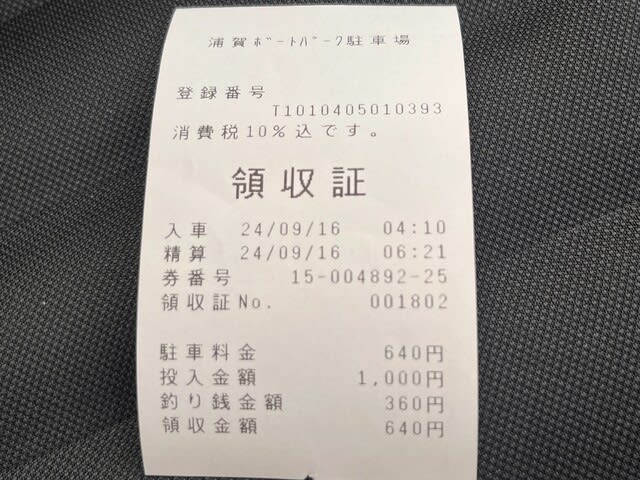 浦賀ﾎﾞｰﾄﾊﾟｰｸ駐車場
登録番号
T1010405010393
消費税10%込です。
領収証
入車 24/09/16 04:10
精算 24/09/16 06:21
券番号 15-004892-25
領収証No. 001802
駐車料金 640円
投入金額 1,000円
釣り銭金額 360円
領収金額 640円